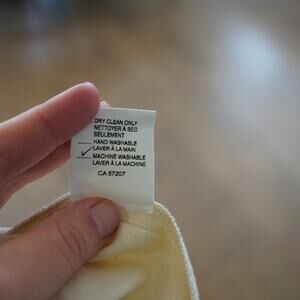 DRY CLEAN ONLY
NETTOYER À SEC
SEULEMENT
HAND WASHABLE
LAVER À LA MAIN
MACHINE WASHABLE
LAVER À LA MACHINE
CA 57207